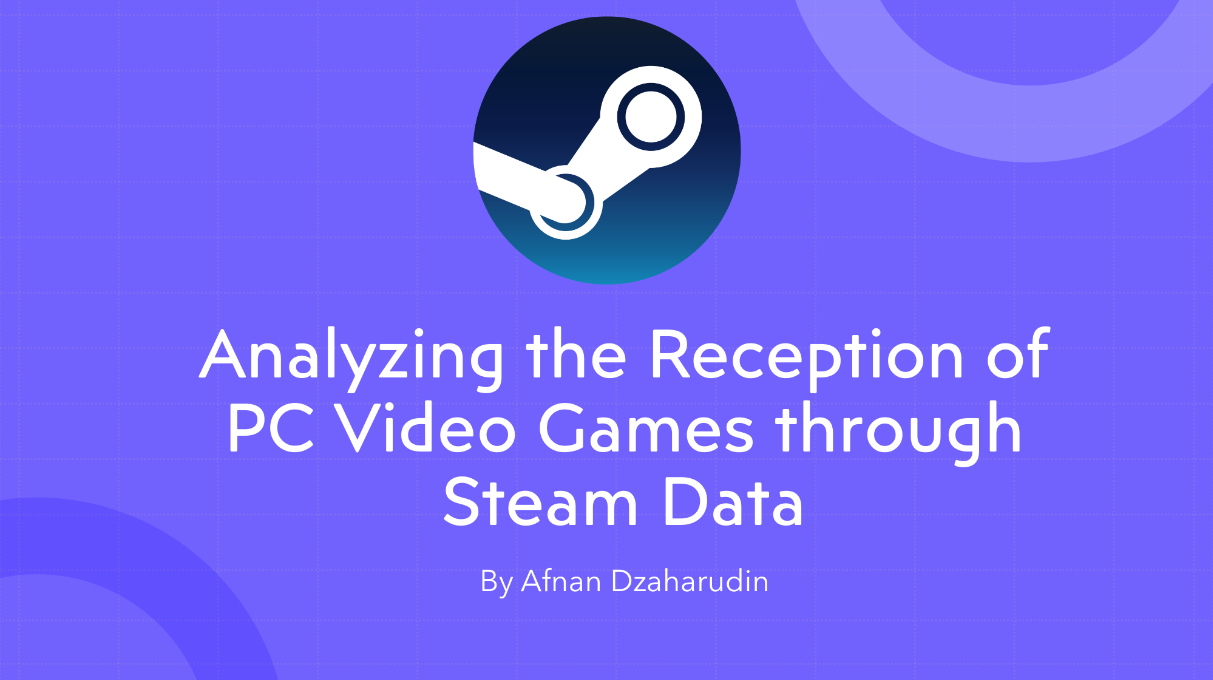 Analyzing the Reception of
PC Video Games through
Steam Data
By Afnan Dzaharudin